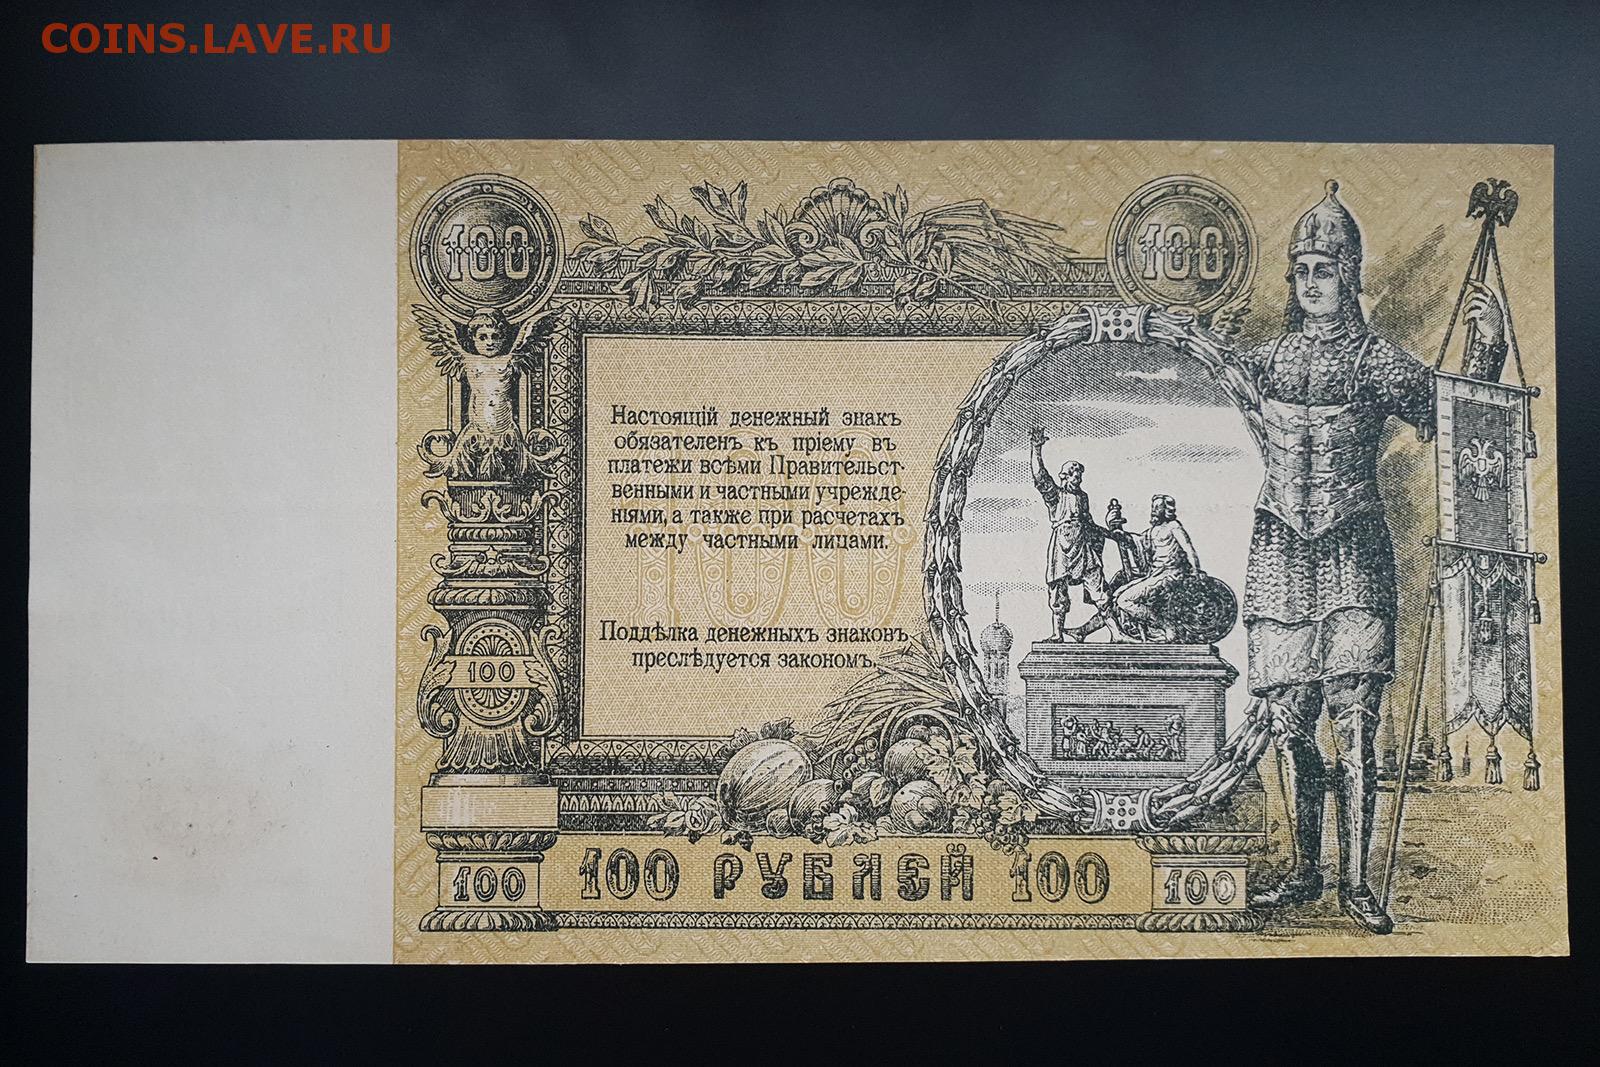 COINS.LAVE.RU
100 100
Настоящій денежный знакъ
обязателенъ къ пріему въ
платежи всѣми Правительст-
венными и частными учрежде-
ніями, а также при расчетахъ
между частными лицами.
100
Поддѣлка денежныхъ знаковъ
преслѣдуется закономъ.
100
100 100 РУБЛЕЙ 100 100